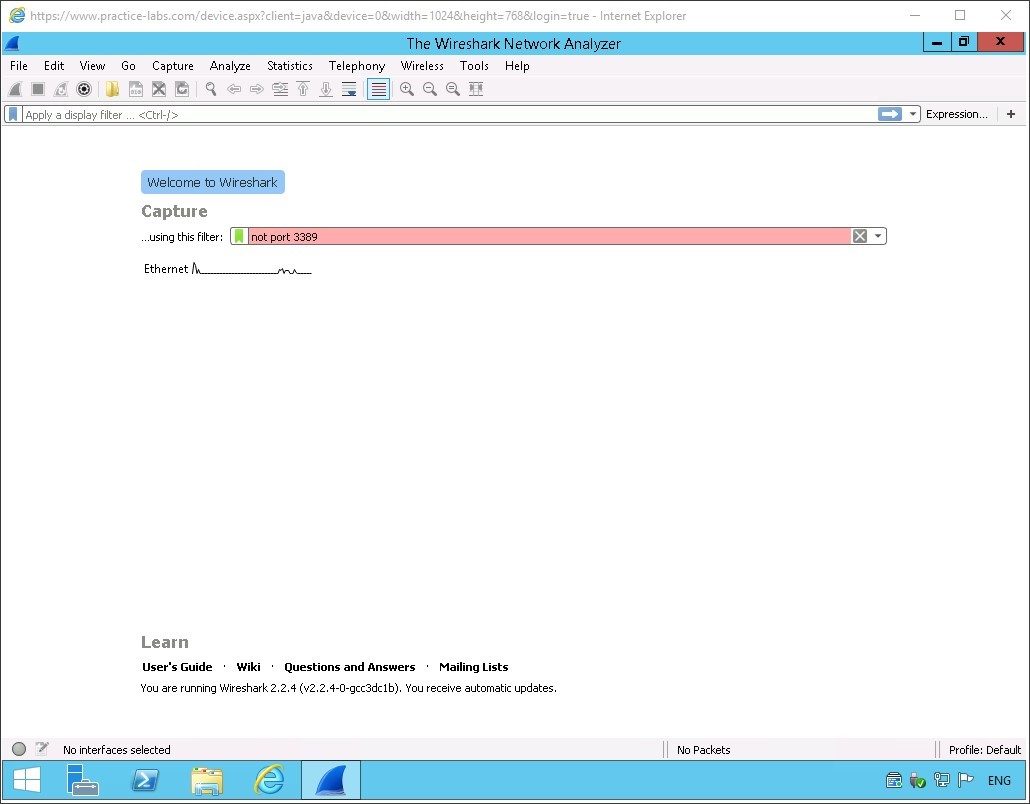 https://www.practice-labs.com/device.aspx?client=java&device=0&width=1024&height=768&login=true - Internet Explorer
The Wireshark Network Analyzer
File Edit View Go Capture Analyze Statistics Telephony Wireless Tools Help
Apply a display filter ... <Ctrl-/> Expression... +
Welcome to Wireshark
Capture
...using this filter: not port 3389
Ethernet
Learn
User's Guide · Wiki · Questions and Answers · Mailing Lists
You are running Wireshark 2.2.4 (v2.2.4-0-gcc3dc1b). You receive automatic updates.
No interfaces selected No Packets Profile: Default
ENG